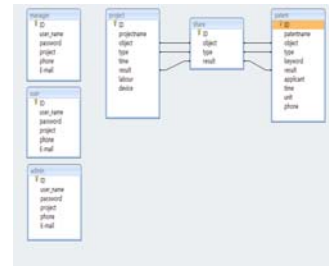 manager
ID
user_name
password
project
phone
E-mail
user
ID
user_name
password
project
phone
E-mail
admin
ID
user_name
password
project
phone
E-mail
project
ID
projectname
object
type
time
result
labour
device
share
ID
object
type
result
patent
ID
patentname
object
type
keyword
result
applicant
time
unit
phone